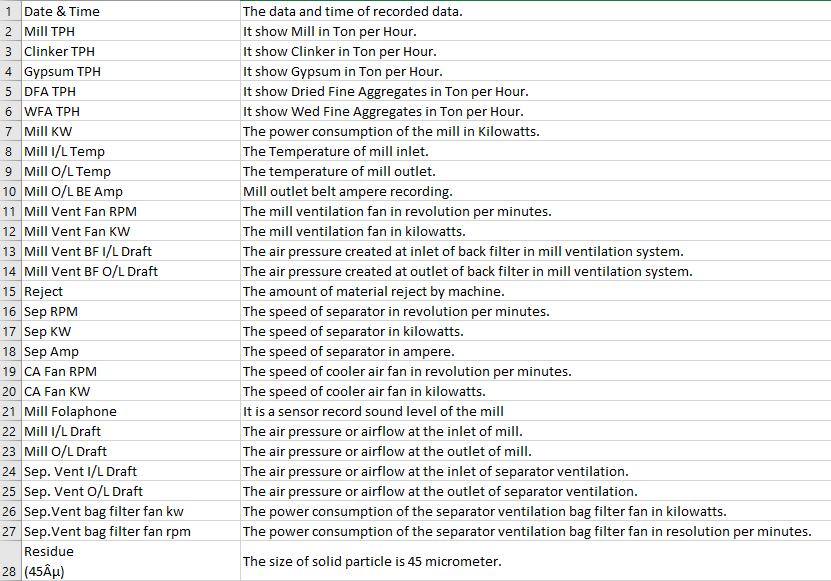 1 Date & Time The data and time of recorded data.
2 Mill TPH It show Mill in Ton per Hour.
3 Clinker TPH It show Clinker in Ton per Hour.
4 Gypsum TPH It show Gypsum in Ton per Hour.
5 DFA TPH It show Dried Fine Aggregates in Ton per Hour.
6 WFA TPH It show Wed Fine Aggregates in Ton per Hour.
7 Mill KW The power consumption of the mill in Kilowatts.
8 Mill I/L Temp The Temperature of mill inlet.
9 Mill O/L Temp The temperature of mill outlet.
10 Mill O/L BE Amp Mill outlet belt ampere recording.
11 Mill Vent Fan RPM The mill ventilation fan in revolution per minutes.
12 Mill Vent Fan KW The mill ventilation fan in kilowatts.
13 Mill Vent BF I/L Draft The air pressure created at inlet of back filter in mill ventilation system.
14 Mill Vent BF O/L Draft The air pressure created at outlet of back filter in mill ventilation system.
15 Reject The amount of material reject by machine.
16 Sep RPM The speed of separator in revolution per minutes.
17 Sep KW The speed of separator in kilowatts.
18 Sep Amp The speed of separator in ampere.
19 CA Fan RPM The speed of cooler air fan in revolution per minutes.
20 CA Fan KW The speed of cooler air fan in kilowatts.
21 Mill Folaphone It is a sensor record sound level of the mill
22 Mill I/L Draft The air pressure or airflow at the inlet of mill.
23 Mill O/L Draft The air pressure or airflow at the outlet of mill.
24 Sep. Vent I/L Draft The air pressure or airflow at the inlet of separator ventilation.
25 Sep. Vent O/L Draft The air pressure or airflow at the outlet of separator ventilation.
26 Sep.Vent bag filter fan kw The power consumption of the separator ventilation bag filter fan in kilowatts.
27 Sep.Vent bag filter fan rpm The power consumption of the separator ventilation bag filter fan in resolution per minutes.
Residue
The size of solid particle is 45 micrometer.
28 (45Âµ)